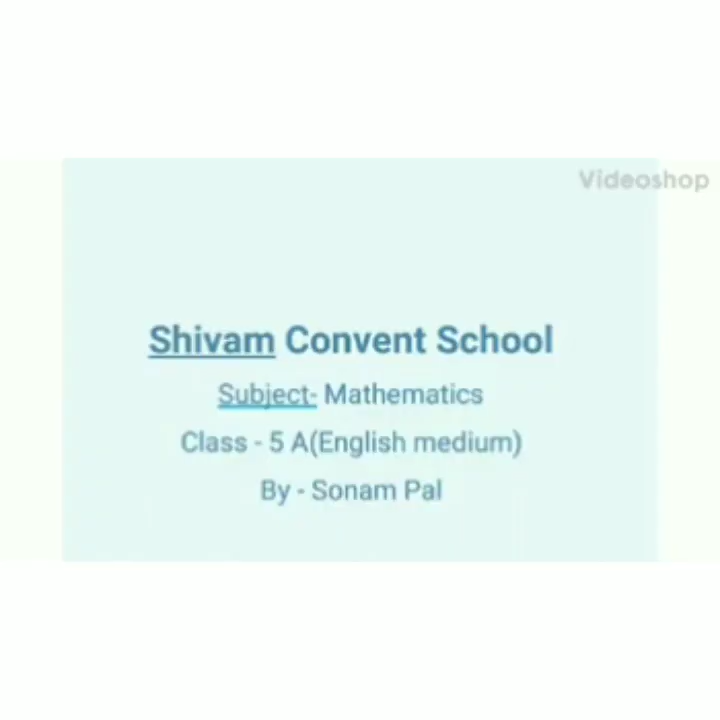 Videoshop
Shivam Convent School
Subject- Mathematics
Class - 5 A(English medium)
By - Sonam Pal